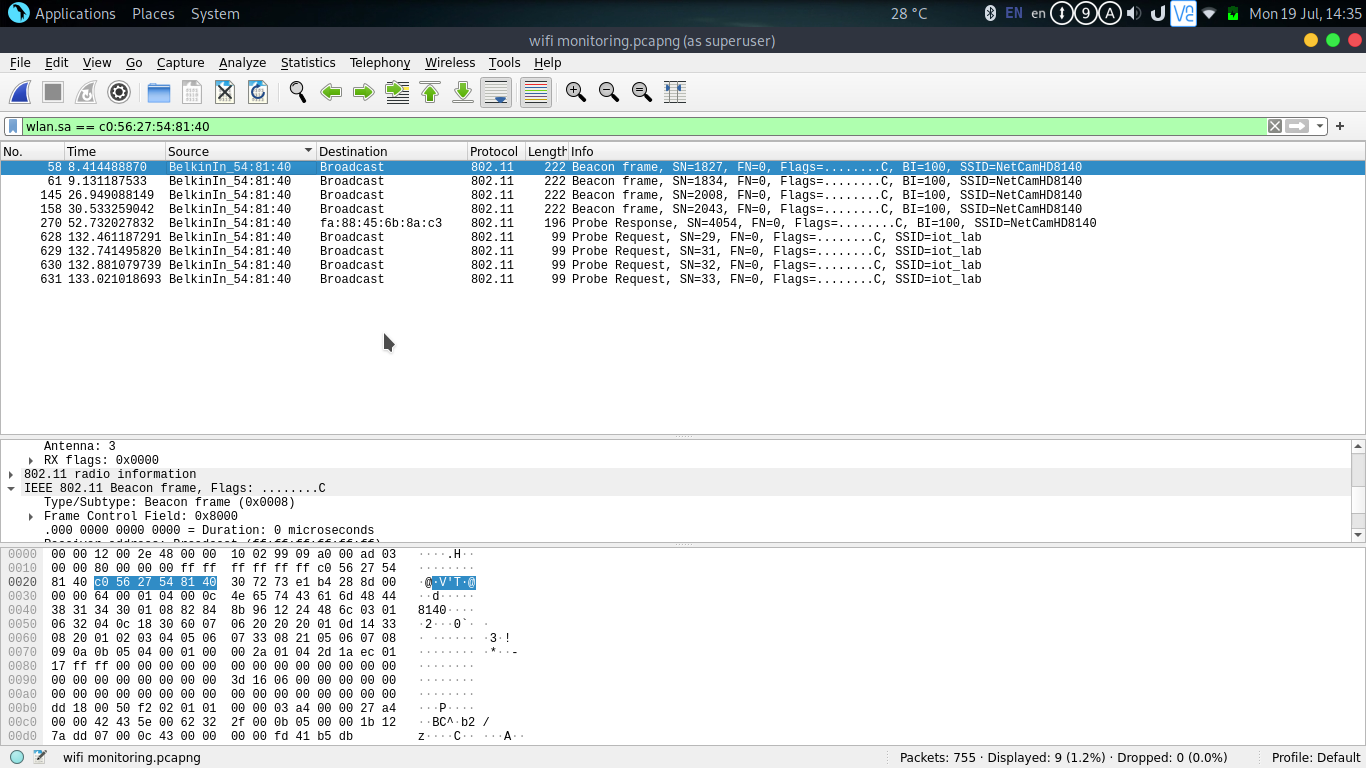 Applications Places System 28 °C EN en 9 A Mon 19 Jul, 14:35
wifi monitoring.pcapng (as superuser)
File Edit View Go Capture Analyze Statistics Telephony Wireless Tools Help
wlan.sa == c0:56:27:54:81:40
No. Time Source Destination Protocol Length Info
58 8.414488870 BelkinIn_54:81:40 Broadcast 802.11 222 Beacon frame, SN=1827, FN=0, Flags=........C, BI=100, SSID=NetCamHD8140
61 9.131187533 BelkinIn_54:81:40 Broadcast 802.11 222 Beacon frame, SN=1834, FN=0, Flags=........C, BI=100, SSID=NetCamHD8140
145 26.949088149 BelkinIn_54:81:40 Broadcast 802.11 222 Beacon frame, SN=2008, FN=0, Flags=........C, BI=100, SSID=NetCamHD8140
158 30.533259042 BelkinIn_54:81:40 Broadcast 802.11 222 Beacon frame, SN=2043, FN=0, Flags=........C, BI=100, SSID=NetCamHD8140
270 52.732027832 BelkinIn_54:81:40 fa:88:45:6b:8a:c3 802.11 196 Probe Response, SN=4054, FN=0, Flags=........C, BI=100, SSID=NetCamHD8140
628 132.461187291 BelkinIn_54:81:40 Broadcast 802.11 99 Probe Request, SN=29, FN=0, Flags=........C, SSID=iot_lab
629 132.741495820 BelkinIn_54:81:40 Broadcast 802.11 99 Probe Request, SN=31, FN=0, Flags=........C, SSID=iot_lab
630 132.881079739 BelkinIn_54:81:40 Broadcast 802.11 99 Probe Request, SN=32, FN=0, Flags=........C, SSID=iot_lab
631 133.021018693 BelkinIn_54:81:40 Broadcast 802.11 99 Probe Request, SN=33, FN=0, Flags=........C, SSID=iot_lab
Antenna: 3
RX flags: 0x0000
802.11 radio information
IEEE 802.11 Beacon frame, Flags: ........C
Type/Subtype: Beacon frame (0x0008)
Frame Control Field: 0x8000
.000 0000 0000 0000 = Duration: 0 microseconds
Receiver address: Broadcast (ff:ff:ff:ff:ff:ff)
0000 00 00 12 00 2e 48 00 00 10 02 99 09 a0 00 ad 03 ····.H··
0010 00 00 80 00 00 00 ff ff ff ff ff ff c0 56 27 54 ········
0020 81 40 c0 56 27 54 81 40 30 72 73 e1 b4 28 8d 00 ·@·V'T·@
0030 00 00 64 00 01 04 00 0c 4e 65 74 43 61 6d 48 44 ··d·····
0040 38 31 34 30 01 08 82 84 8b 96 12 24 48 6c 03 01 8140····
0050 06 32 04 0c 18 30 60 07 06 20 20 20 01 0d 14 33 ·2···0`· ·
0060 08 20 01 02 03 04 05 06 07 33 08 21 05 06 07 08 · ······ ·3·!
0070 09 0a 0b 05 04 00 01 00 00 2a 01 04 2d 1a ec 01 ········ ·*··-
0080 17 ff ff 00 00 00 00 00 00 00 00 00 00 00 00 00 ········
0090 00 00 00 00 00 00 00 00 3d 16 06 00 00 00 00 00 ········
00a0 00 00 00 00 00 00 00 00 00 00 00 00 00 00 00 00 ········
00b0 dd 18 00 50 f2 02 01 01 00 00 03 a4 00 00 27 a4 ···P····
00c0 00 00 42 43 5e 00 62 32 2f 00 0b 05 00 00 1b 12 ··BC^·b2 /
00d0 7a dd 07 00 0c 43 00 00 00 00 fd 41 b5 db z····C·· ···A··
wifi monitoring.pcapng Packets: 755 · Displayed: 9 (1.2%) · Dropped: 0 (0.0%) Profile: Default